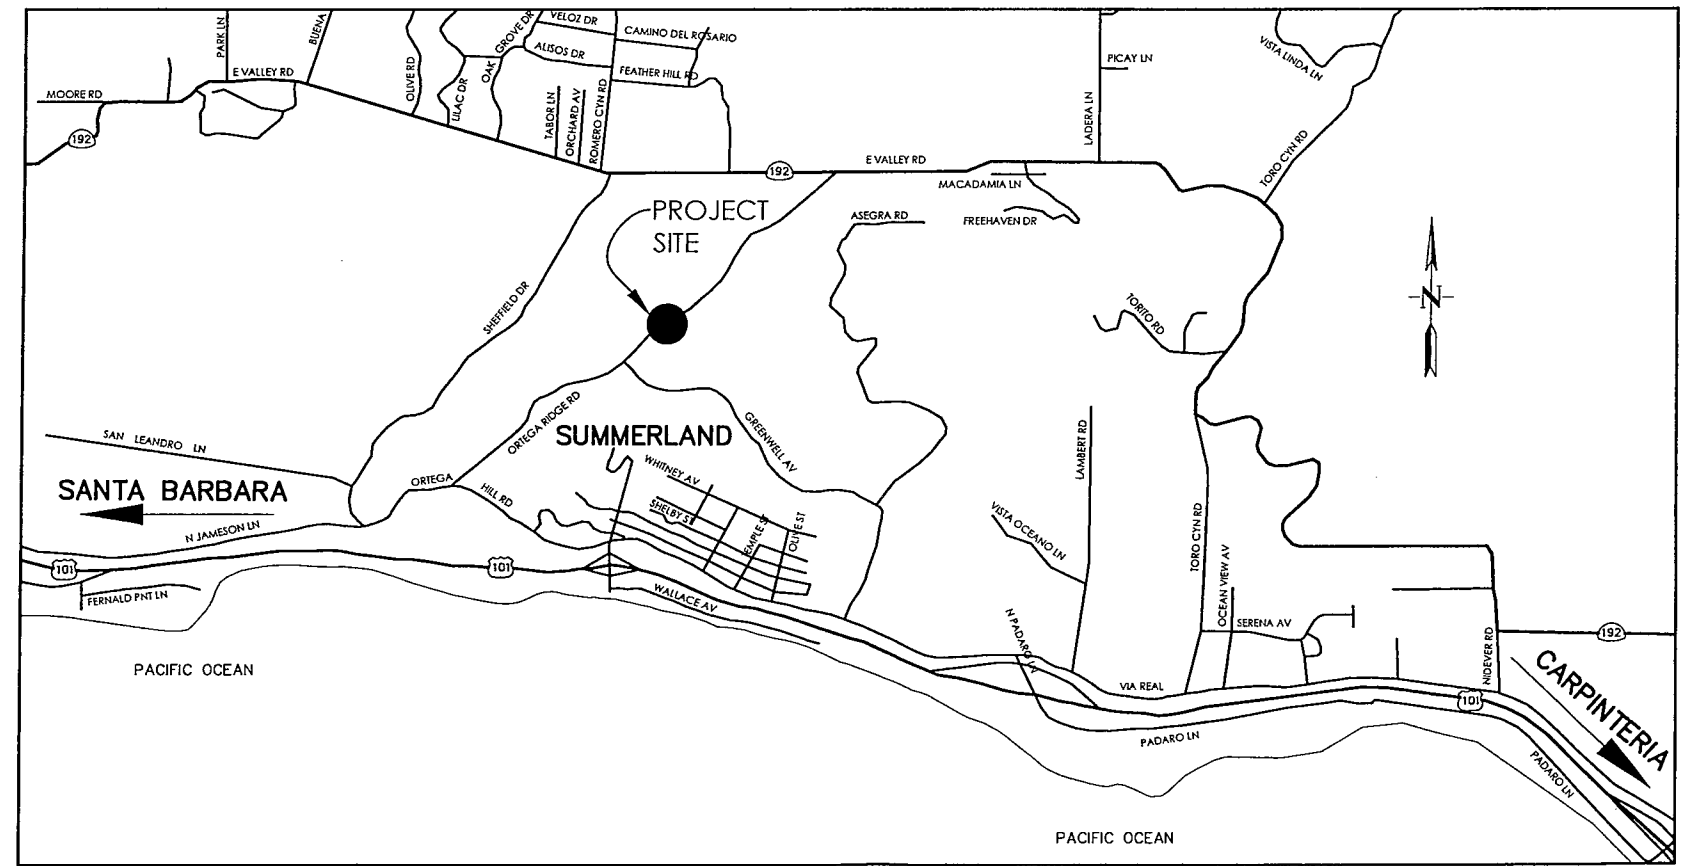 PARK LN
BUENA
VELOZ DR
CAMINO DEL ROSARIO
GROVE DR
ALISOS DR
OAK
FEATHER HILL RD
E VALLEY RD
OLIVE RD
LILAC DR
MOORE RD
TABOR LN
ORCHARD AV
ROMERO CYN RD
192
PICAY LN
LADERA LN
VISTA LINDA LN
TORO CYN RD
E VALLEY RD
192
MACADAMIA LN
ASEGRA RD
FREEHAVEN DR
PROJECT
SITE
N
SHEFFIELD DR
TORITO RD
ORTEGA RIDGE RD
SUMMERLAND
GREENWELL AV
SAN LEANDRO LN
WHITNEY AV
LAMBERT RD
SANTA BARBARA
ORTEGA
HILL RD
SHELBY ST
OLIVE ST
N JAMESON LN
VISTA OCEANO LN
TORO CYN RD
OCEAN VIEW AV
101
101
FERNALD PNT LN
WALLACE AV
N PADARO LN
SERENA AV
192
NIDEVER RD
PACIFIC OCEAN
VIA REAL
101
CARPINTERIA
PADARO LN
PADARO LN
PACIFIC OCEAN